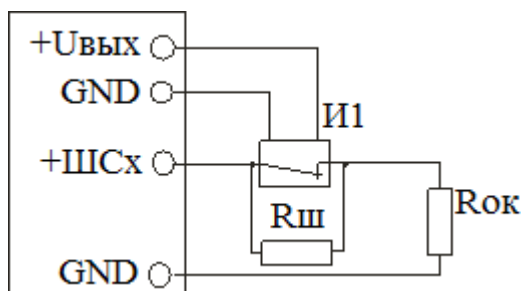 +Uвых
GND
И1
+ШСх
Rш
Rок
GND